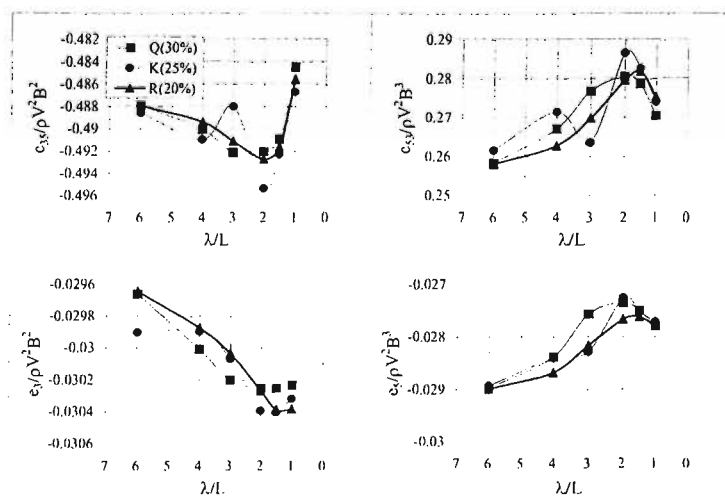 -0.482
-0.484
-0.486
-0.488
-0.49
-0.492
-0.494
-0.496
c35/ρV²B²
Q(30%)
K(25%)
R(20%)
7 6 5 4 3 2 1 0
λ/L
0.29
0.28
0.27
0.26
0.25
c53/ρV²B³
7 6 5 4 3 2 1 0
λ/L
-0.0296
-0.0298
-0.03
-0.0302
-0.0304
-0.0306
e3/ρV²B²
7 6 5 4 3 2 1 0
λ/L
-0.027
-0.028
-0.029
-0.03
e5/ρV²B³
7 6 5 4 3 2 1 0
λ/L